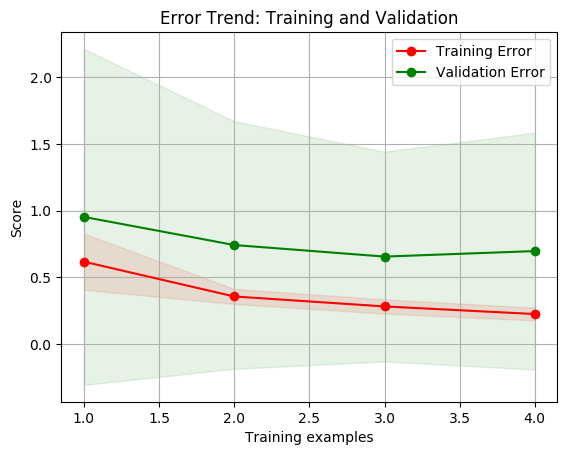 Error Trend: Training and Validation
Training Error
Validation Error
Score
2.0
1.5
1.0
0.5
0.0
1.0 1.5 2.0 2.5 3.0 3.5 4.0
Training examples